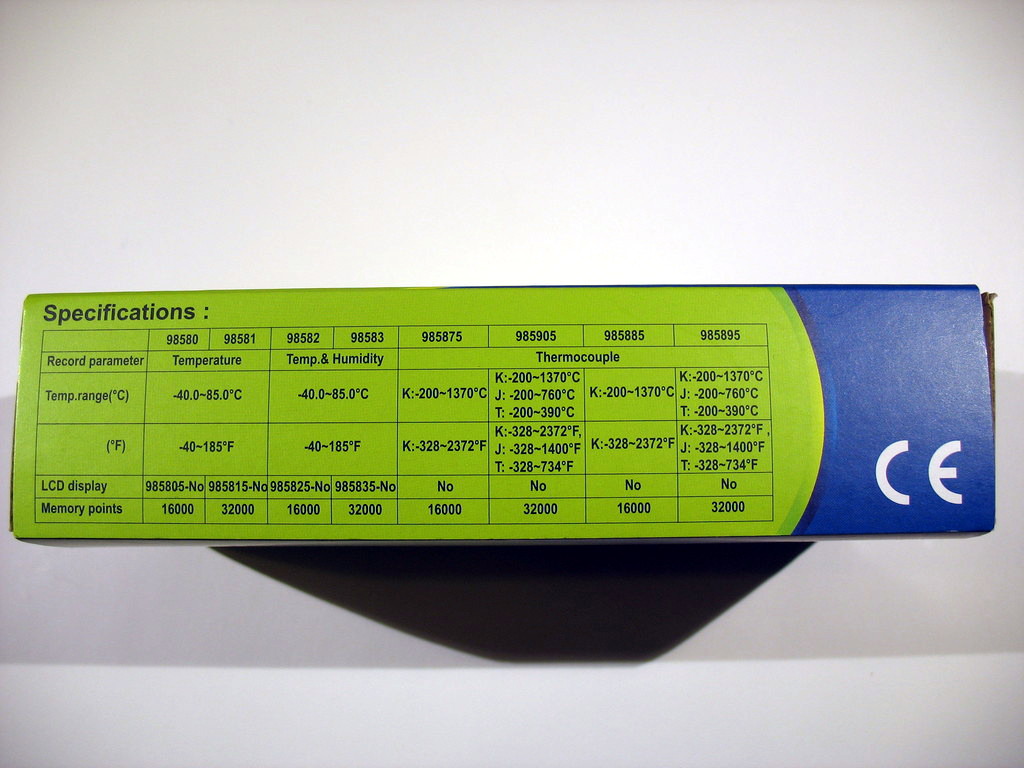 Specifications :
98580 98581 98582 98583 985875 985905 985885 985895
Record parameter Temperature Temp.& Humidity Thermocouple
Temp.range(°C) -40.0~85.0°C -40.0~85.0°C K:-200~1370°C K:-200~1370°C K:-200~1370°C K:-200~1370°C
J: -200~760°C J: -200~760°C
T: -200~390°C T: -200~390°C
(°F) -40~185°F -40~185°F K:-328~2372°F K:-328~2372°F, K:-328~2372°F K:-328~2372°F ,
J: -328~1400°F J: -328~1400°F
T: -328~734°F T: -328~734°F
LCD display 985805-No 985815-No 985825-No 985835-No No No No No
Memory points 16000 32000 16000 32000 16000 32000 16000 32000
CE